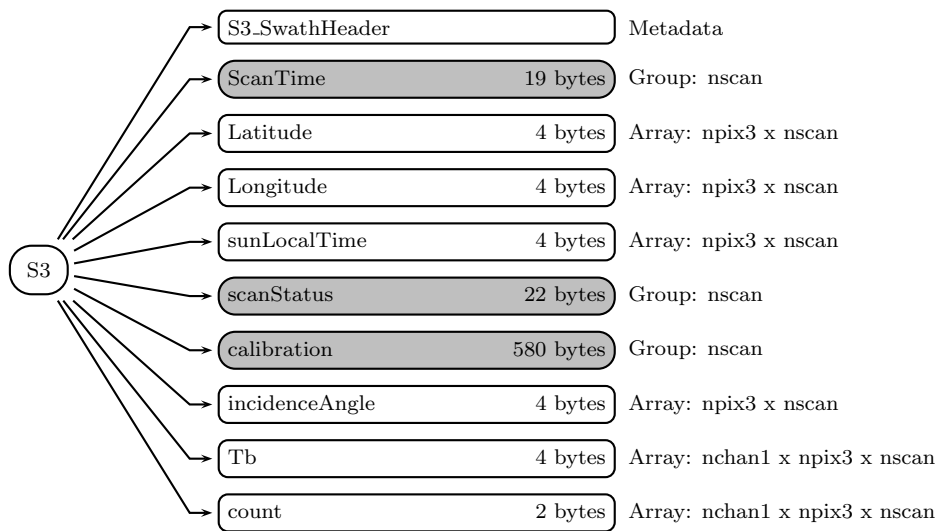 S3_SwathHeader Metadata
ScanTime 19 bytes Group: nscan
Latitude 4 bytes Array: npix3 x nscan
Longitude 4 bytes Array: npix3 x nscan
sunLocalTime 4 bytes Array: npix3 x nscan
S3
scanStatus 22 bytes Group: nscan
calibration 580 bytes Group: nscan
incidenceAngle 4 bytes Array: npix3 x nscan
Tb 4 bytes Array: nchan1 x npix3 x nscan
count 2 bytes Array: nchan1 x npix3 x nscan